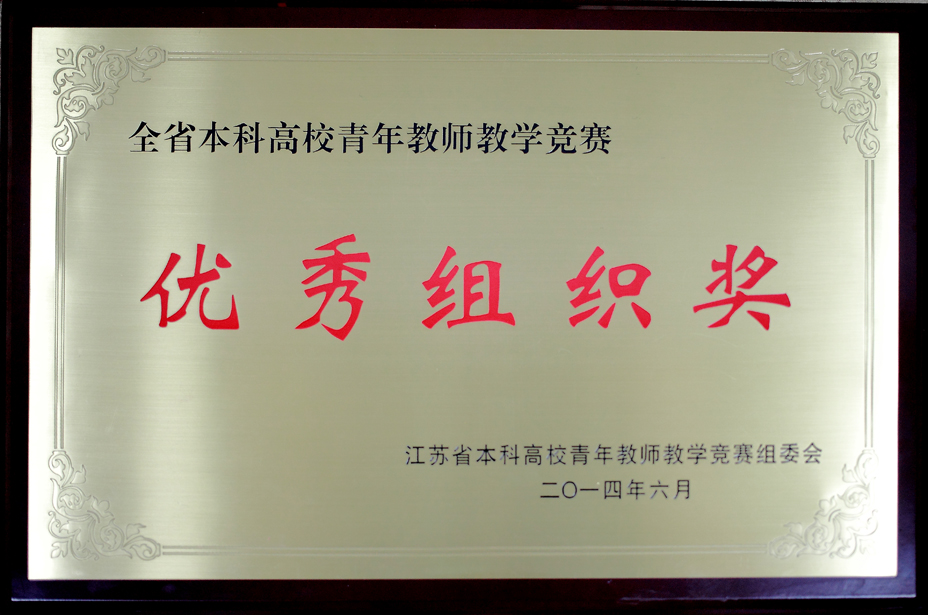 全省本科高校青年教师教学竞赛
优秀组织奖
江苏省本科高校青年教师教学竞赛组委会
二〇一四年六月